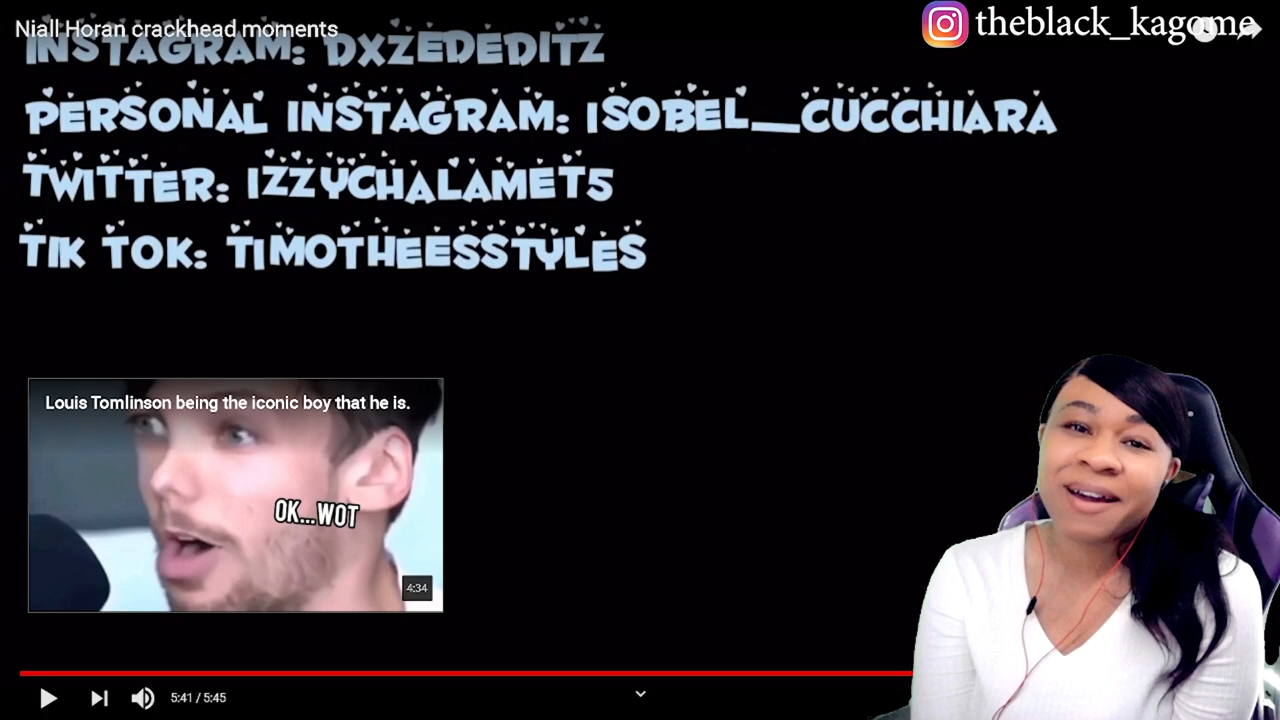 Niall Horan crackhead moments
theblack_kagome
INSTAGRAM: DXZEDEDITZ
PERSONAL INSTAGRAM: ISOBEL_CUCCHIARA
TWITTER: IZZYCHALAMET5
TIK TOK: TIMOTHEESSTYLES
Louis Tomlinson being the iconic boy that he is.
OK...WOT
4:34
5:41 / 5:45